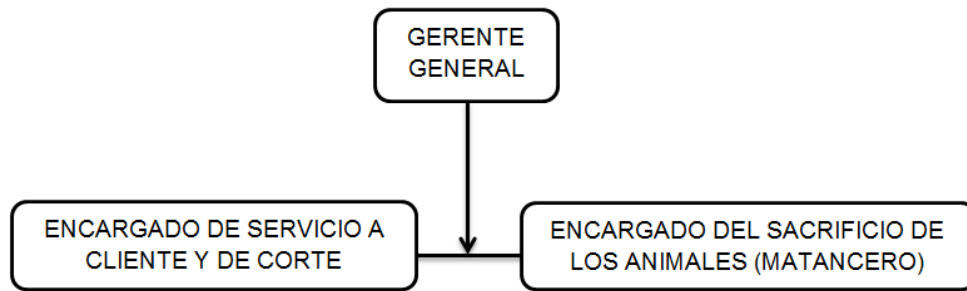 GERENTE
GENERAL
ENCARGADO DE SERVICIO A
CLIENTE Y DE CORTE
ENCARGADO DEL SACRIFICIO DE
LOS ANIMALES (MATANCERO)